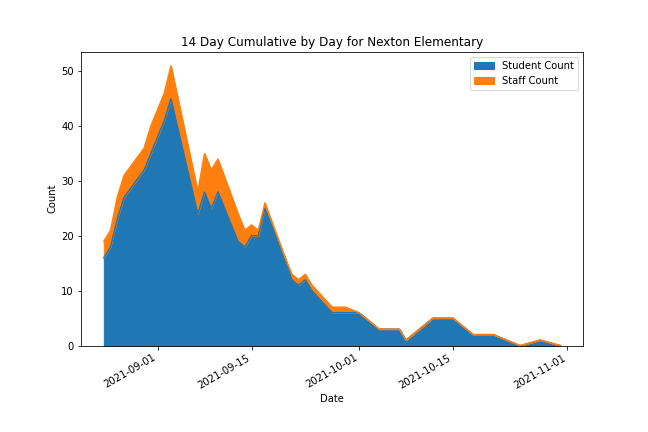 14 Day Cumulative by Day for Nexton Elementary
Student Count
Staff Count
Count
50
40
30
20
10
0
2021-09-01
2021-09-15
2021-10-01
2021-10-15
2021-11-01
Date